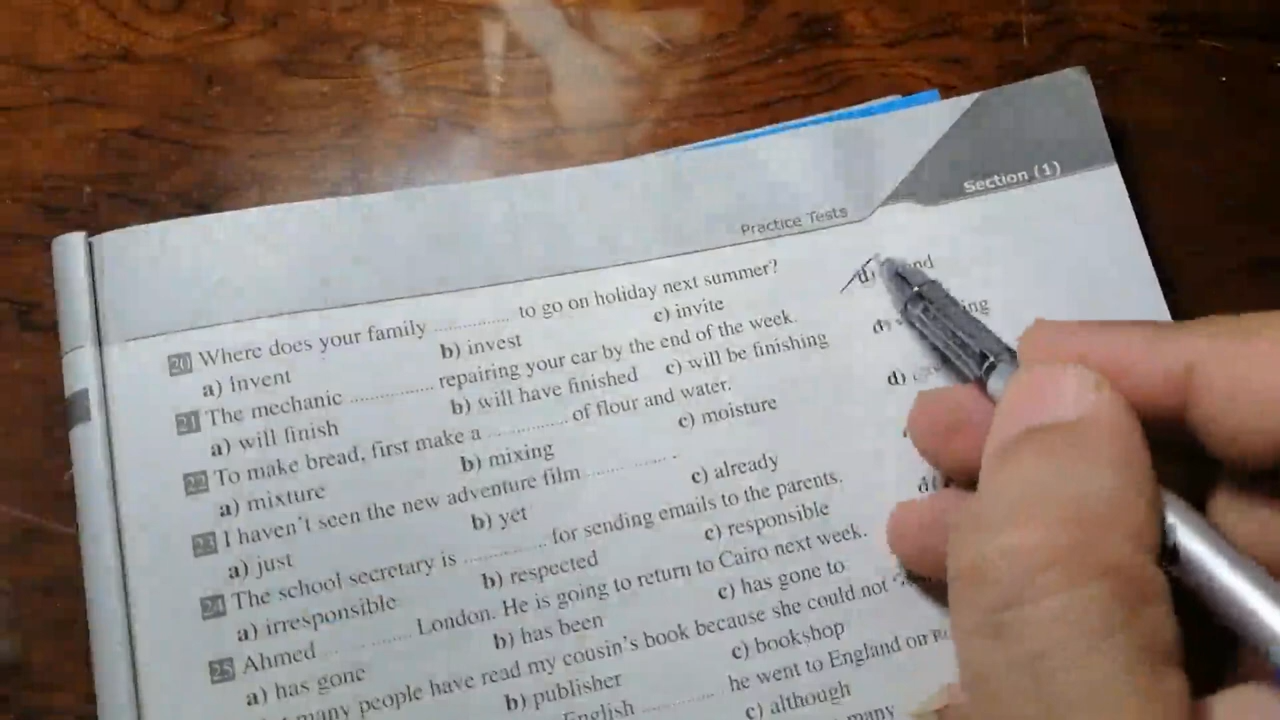 Section (1)
Practice Tests
20 Where does your family .............. to go on holiday next summer?
a) Invent b) invest c) invite d)
21 The mechanic .............. repairing your car by the end of the week.
a) will finish b) will have finished c) will be finishing d)
22 To make bread, first make a .............. of flour and water.
a) mixture b) mixing c) moisture d)
23 I haven't seen the new adventure film .............. .
a) just b) yet c) already
24 The school secretary is .............. for sending emails to the parents.
a) irresponsible b) respected c) responsible
25 Ahmed .............. London. He is going to return to Cairo next week.
a) has gone b) has been c) has gone to
many people have read my cousin's book because she could not
b) publisher c) bookshop
English .............. he went to England on
c) although
many